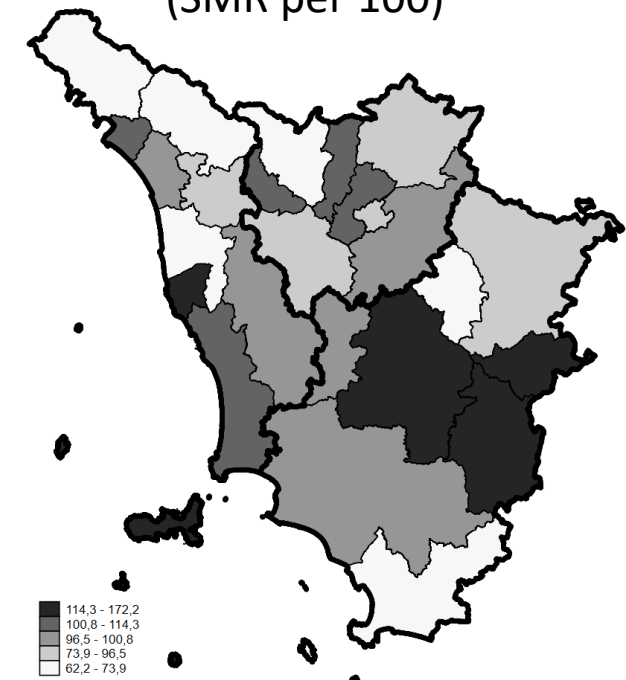 (SMR per 100)
114,3 - 172,2
100,8 - 114,3
96,5 - 100,8
73,9 - 96,5
62,2 - 73,9